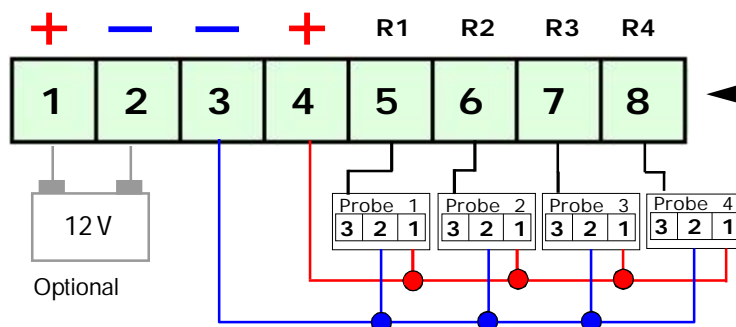 + − − + R1 R2 R3 R4
1 2 3 4 5 6 7 8
Probe 1 Probe 2 Probe 3 Probe 4
3 2 1 3 2 1 3 2 1 3 2 1
12V
Optional